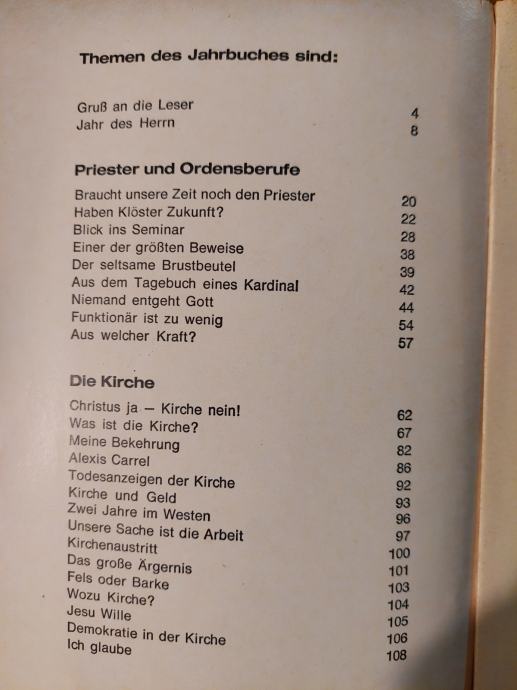 Themen des Jahrbuches sind:
Gruß an die Leser 4
Jahr des Herrn 8
Priester und Ordensberufe
Braucht unsere Zeit noch den Priester 20
Haben Klöster Zukunft? 22
Blick ins Seminar 28
Einer der größten Beweise 38
Der seltsame Brustbeutel 39
Aus dem Tagebuch eines Kardinal 42
Niemand entgeht Gott 44
Funktionär ist zu wenig 54
Aus welcher Kraft? 57
Die Kirche
Christus ja – Kirche nein! 62
Was ist die Kirche? 67
Meine Bekehrung 82
Alexis Carrel 86
Todesanzeigen der Kirche 92
Kirche und Geld 93
Zwei Jahre im Westen 96
Unsere Sache ist die Arbeit 97
Kirchenaustritt 100
Das große Ärgernis 101
Fels oder Barke 103
Wozu Kirche? 104
Jesu Wille 105
Demokratie in der Kirche 106
Ich glaube 108